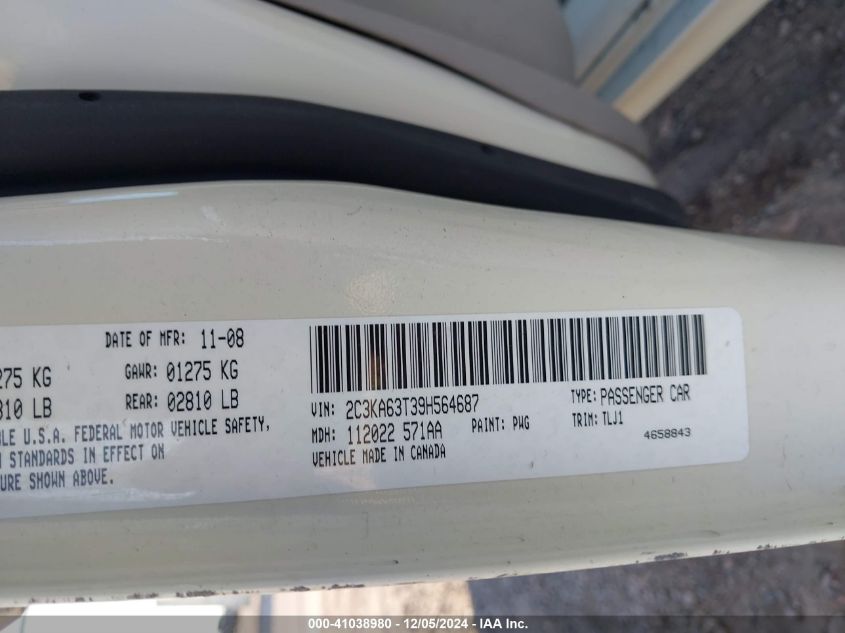 DATE OF MFR: 11-08
275 KG GAWR: 01275 KG
810 LB REAR: 02810 LB
BLE U.S.A. FEDERAL MOTOR VEHICLE SAFETY,
STANDARDS IN EFFECT ON
URE SHOWN ABOVE.
VIN: 2C3KA63T39H564687 TYPE: PASSENGER CAR
MDH: 112022 571AA PAINT: PWG TRIM: TLJ1
VEHICLE MADE IN CANADA 4658843
000-41038980 - 12/05/2024 - IAA Inc.